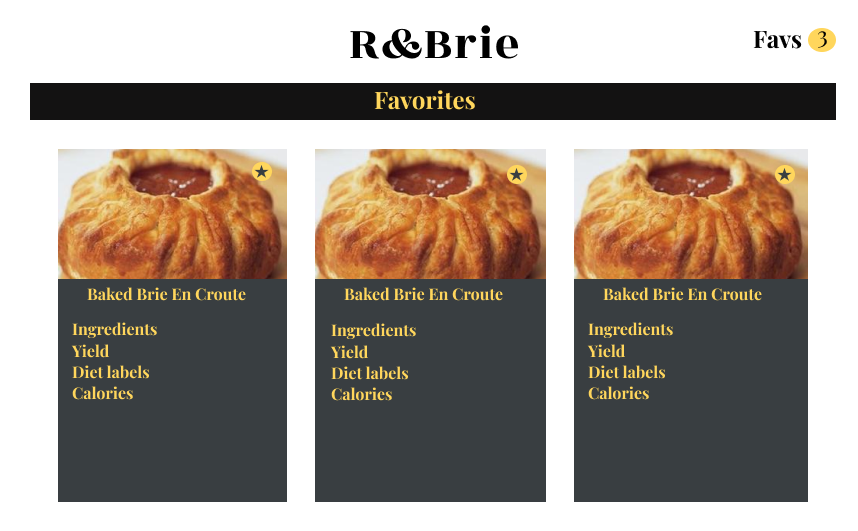 R&Brie
Favs 3
Favorites
Baked Brie En Croute
Ingredients
Yield
Diet labels
Calories
Baked Brie En Croute
Ingredients
Yield
Diet labels
Calories
Baked Brie En Croute
Ingredients
Yield
Diet labels
Calories